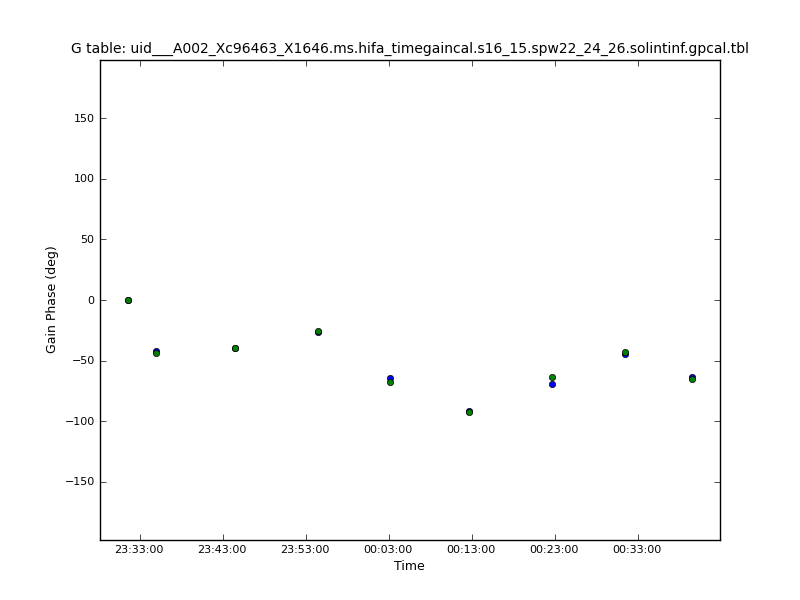 G table: uid___A002_Xc96463_X1646.ms.hifa_timegaincal.s16_15.spw22_24_26.solintinf.gpcal.tbl
150
100
50
0
−50
−100
−150
Gain Phase (deg)
23:33:00 23:43:00 23:53:00 00:03:00 00:13:00 00:23:00 00:33:00
Time